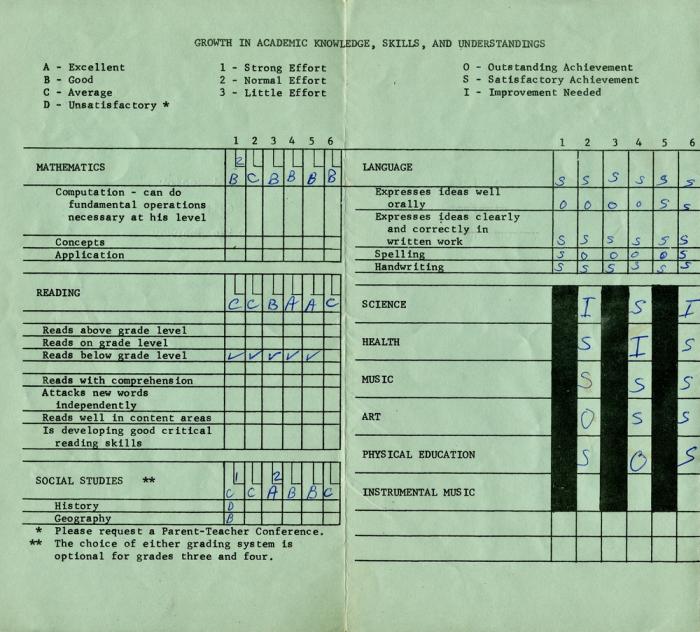 GROWTH IN ACADEMIC KNOWLEDGE, SKILLS, AND UNDERSTANDINGS
A - Excellent
B - Good
C - Average
D - Unsatisfactory *
1 - Strong Effort
2 - Normal Effort
3 - Little Effort
O - Outstanding Achievement
S - Satisfactory Achievement
I - Improvement Needed
1 2 3 4 5 6
2
MATHEMATICS B C B B B B
Computation - can do
fundamental operations
necessary at his level
Concepts
Application
READING C C B A A C
Reads above grade level
Reads on grade level
Reads below grade level ✓ ✓ ✓ ✓ ✓
Reads with comprehension
Attacks new words
independently
Reads well in content areas
Is developing good critical
reading skills
1 2
SOCIAL STUDIES ** C C A B B C
History D
Geography B
* Please request a Parent-Teacher Conference.
** The choice of either grading system is
optional for grades three and four.
1 2 3 4 5 6
LANGUAGE S S S S S S
Expresses ideas well
orally O O O O S S
Expresses ideas clearly
and correctly in
written work S S S S S S
Spelling S O O O O S
Handwriting S S S S S S
SCIENCE I S I
HEALTH S I S
MUSIC S S S
ART O S S
PHYSICAL EDUCATION S O S
INSTRUMENTAL MUSIC